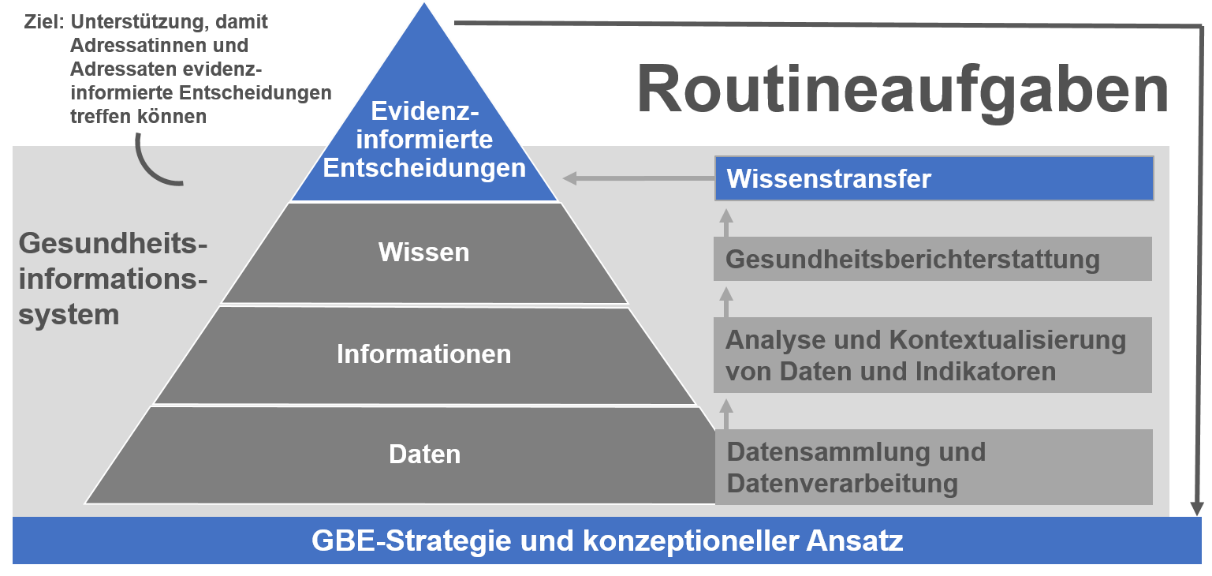 Ziel: Unterstützung, damit
Adressatinnen und
Adressaten evidenz-
informierte Entscheidungen
treffen können
Routineaufgaben
Evidenz-
informierte
Entscheidungen
Wissenstransfer
Gesundheits-
informations-
system
Wissen
Gesundheitsberichterstattung
Informationen
Analyse und Kontextualisierung
von Daten und Indikatoren
Daten
Datensammlung und
Datenverarbeitung
GBE-Strategie und konzeptioneller Ansatz